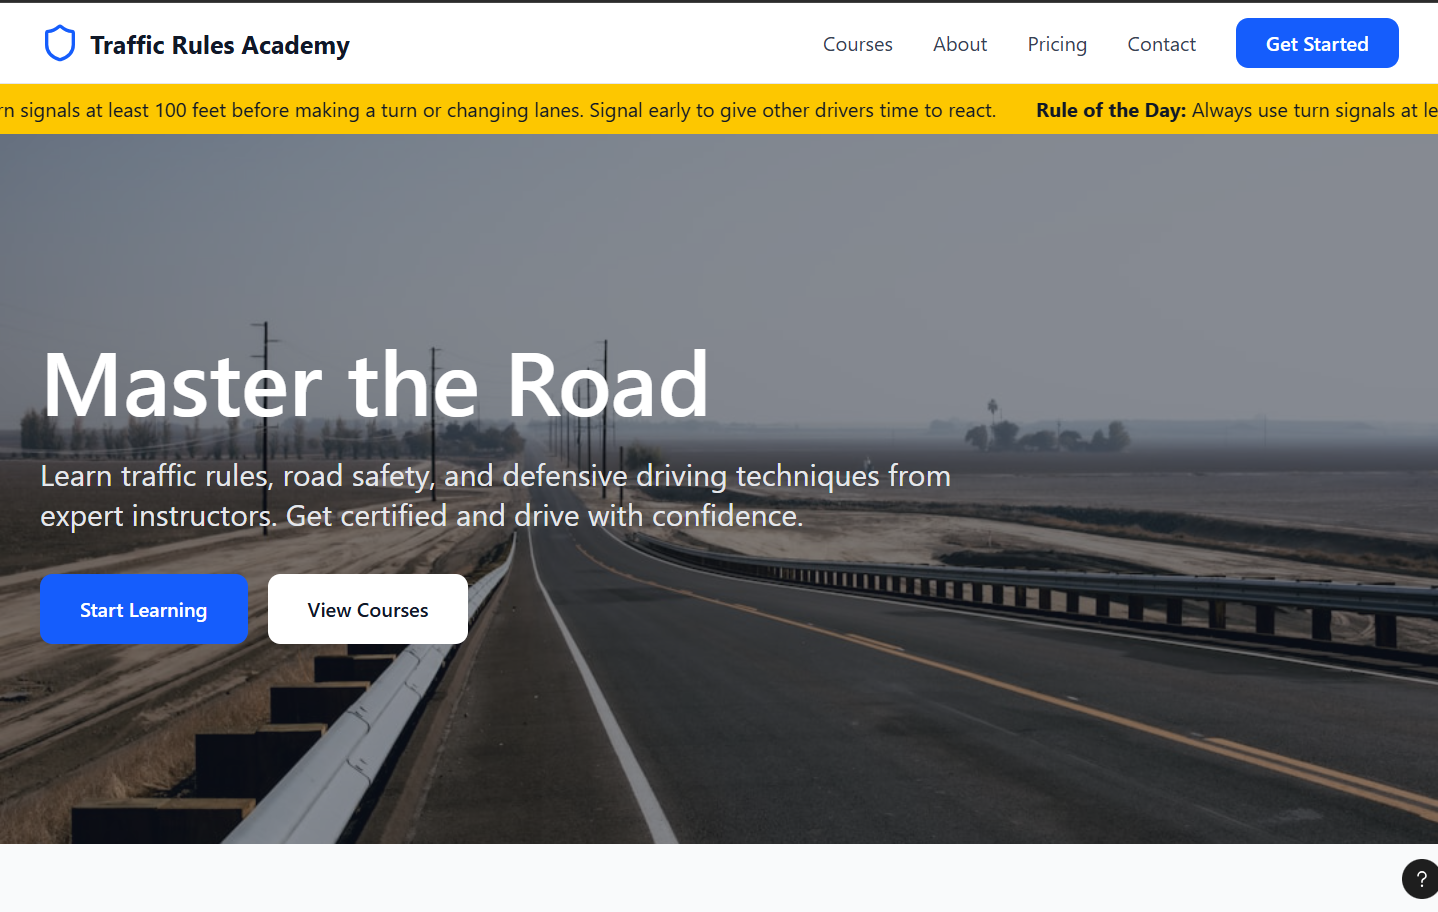 Traffic Rules Academy
Courses
About
Pricing
Contact
Get Started
signals at least 100 feet before making a turn or changing lanes. Signal early to give other drivers time to react. Rule of the Day: Always use turn signals at
Master the Road
Learn traffic rules, road safety, and defensive driving techniques from
expert instructors. Get certified and drive with confidence.
Start Learning
View Courses
?